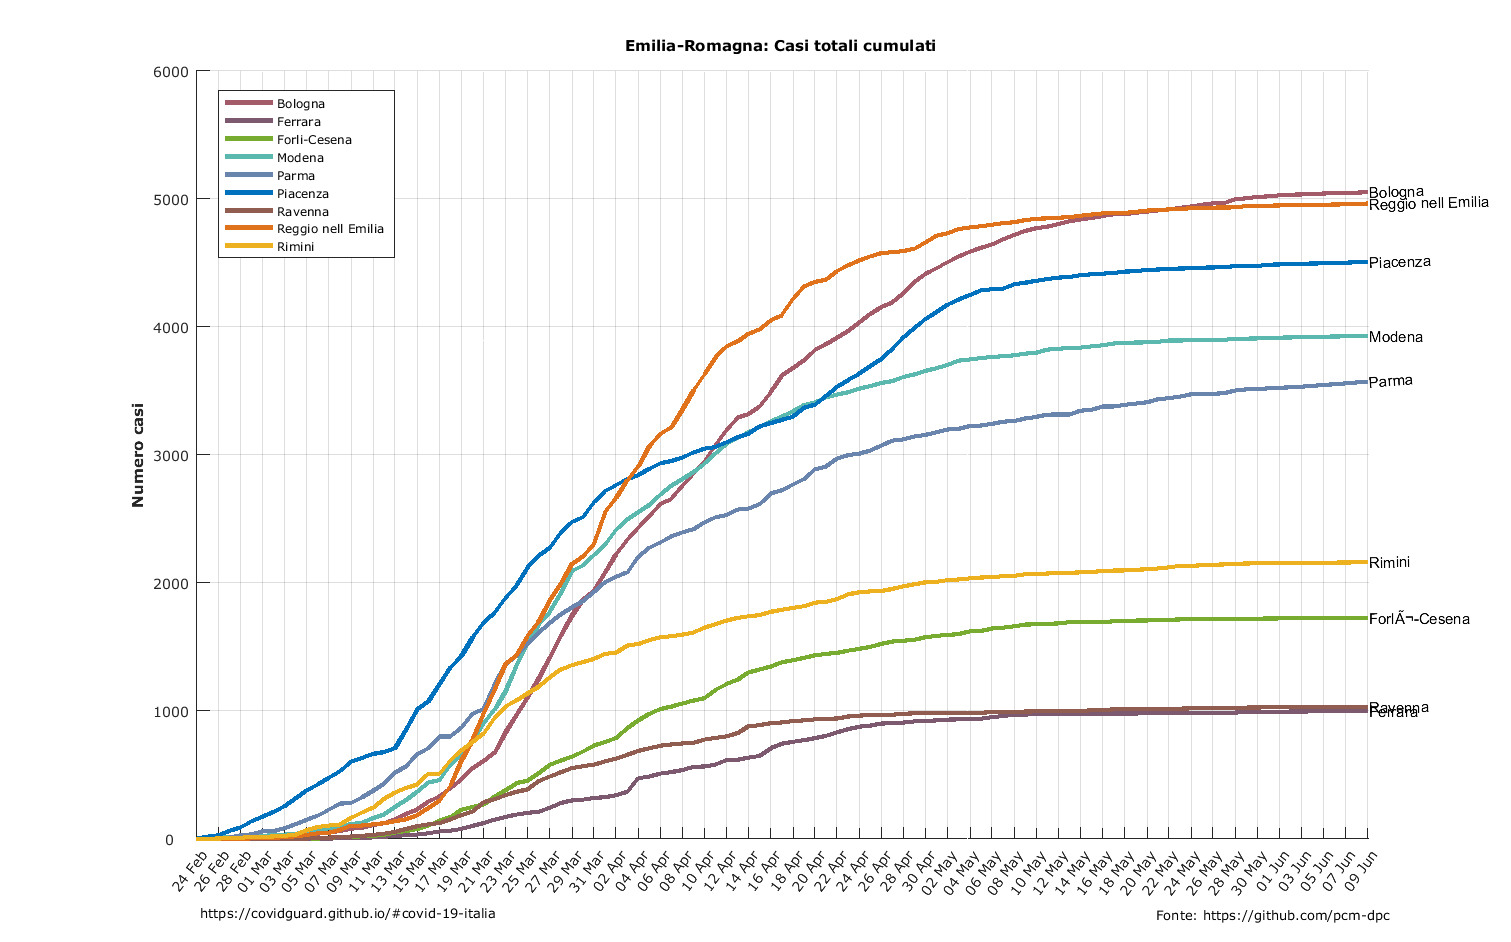 Emilia-Romagna: Casi totali cumulati
6000
5000
4000
3000
2000
1000
0
Numero casi
Bologna
Ferrara
Forli-Cesena
Modena
Parma
Piacenza
Ravenna
Reggio nell Emilia
Rimini
Bologna
Reggio nell Emilia
Piacenza
Modena
Parma
Rimini
ForlÃ¬-Cesena
Ravenna
Ferrara
24 Feb
26 Feb
28 Feb
01 Mar
03 Mar
05 Mar
07 Mar
09 Mar
11 Mar
13 Mar
15 Mar
17 Mar
19 Mar
21 Mar
23 Mar
25 Mar
27 Mar
29 Mar
31 Mar
02 Apr
04 Apr
06 Apr
08 Apr
10 Apr
12 Apr
14 Apr
16 Apr
18 Apr
20 Apr
22 Apr
24 Apr
26 Apr
28 Apr
30 Apr
02 May
04 May
06 May
08 May
10 May
12 May
14 May
16 May
18 May
20 May
22 May
24 May
26 May
28 May
30 May
01 Jun
03 Jun
05 Jun
07 Jun
09 Jun
https://covidguard.github.io/#covid-19-italia
Fonte: https://github.com/pcm-dpc